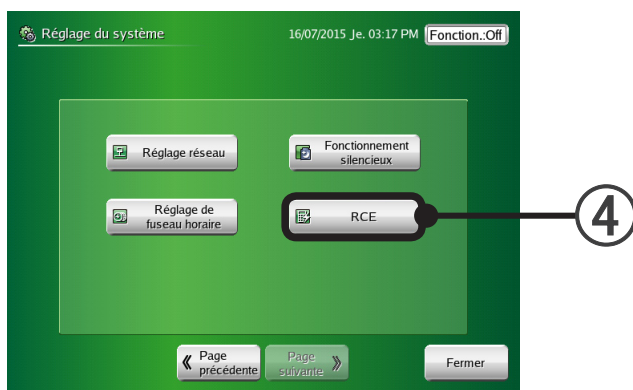 Réglage du système
16/07/2015 Je. 03:17 PM
Fonction.:Off
Réglage réseau
Fonctionnement
silencieux
Réglage de
fuseau horaire
RCE
4
« Page
précédente
Page »
suivante
Fermer